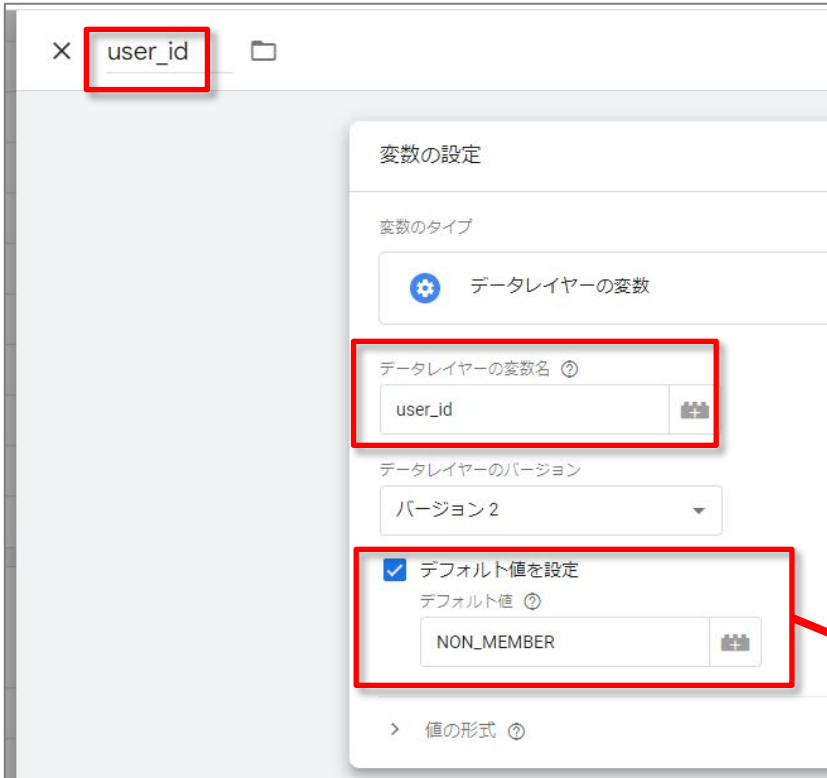 user_id
変数の設定
変数のタイプ
データレイヤーの変数
データレイヤーの変数名
user_id
データレイヤーのバージョン
バージョン 2
デフォルト値を設定
デフォルト値
NON_MEMBER
値の形式